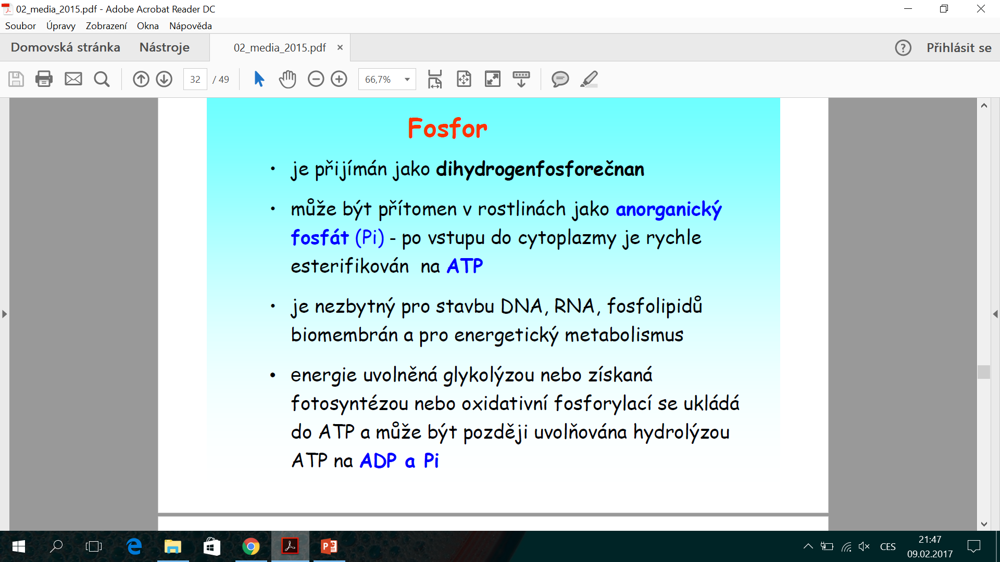 02_media_2015.pdf - Adobe Acrobat Reader DC
Soubor Úpravy Zobrazení Okna Nápověda
Domovská stránka Nástroje 02_media_2015.pdf × ? Přihlásit se
32 / 49 66,7%
Fosfor
• je přijímán jako dihydrogenfosforečnan
• může být přítomen v rostlinách jako anorganický
fosfát (Pi) - po vstupu do cytoplazmy je rychle
esterifikován na ATP
• je nezbytný pro stavbu DNA, RNA, fosfolipidů
biomembrán a pro energetický metabolismus
• energie uvolněná glykolýzou nebo získaná
fotosyntézou nebo oxidativní fosforylací se ukládá
do ATP a může být později uvolňována hydrolýzou
ATP na ADP a Pi
CES
21:47
09.02.2017